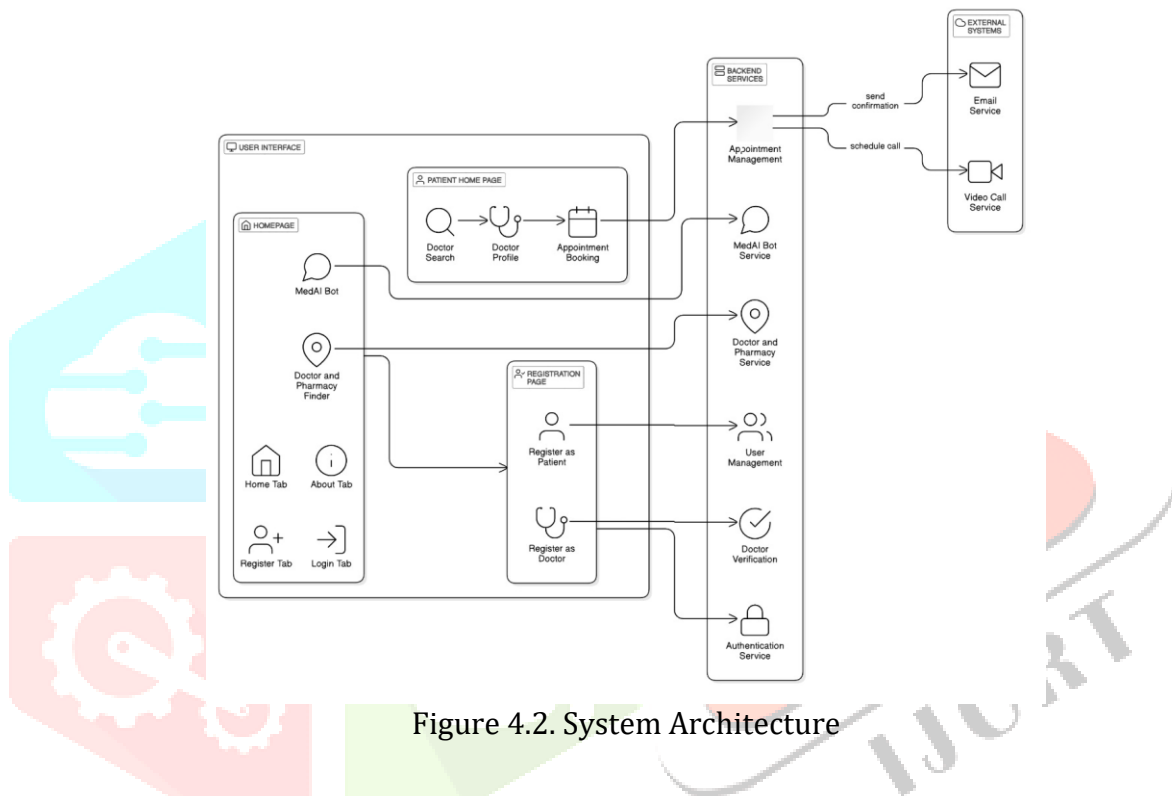 EXTERNAL
SYSTEMS
Email
Service
Video Call
Service
send
confirmation
schedule call
BACKEND
SERVICES
Appointment
Management
MedAI Bot
Service
Doctor and
Pharmacy
Service
User
Management
Doctor
Verification
Authentication
Service
USER INTERFACE
PATIENT HOME PAGE
Doctor
Search
Doctor
Profile
Appointment
Booking
HOMEPAGE
MedAI Bot
Doctor and
Pharmacy
Finder
Home Tab
About Tab
Register Tab
Login Tab
REGISTRATION
PAGE
Register as
Patient
Register as
Doctor
Figure 4.2. System Architecture
IJCRT